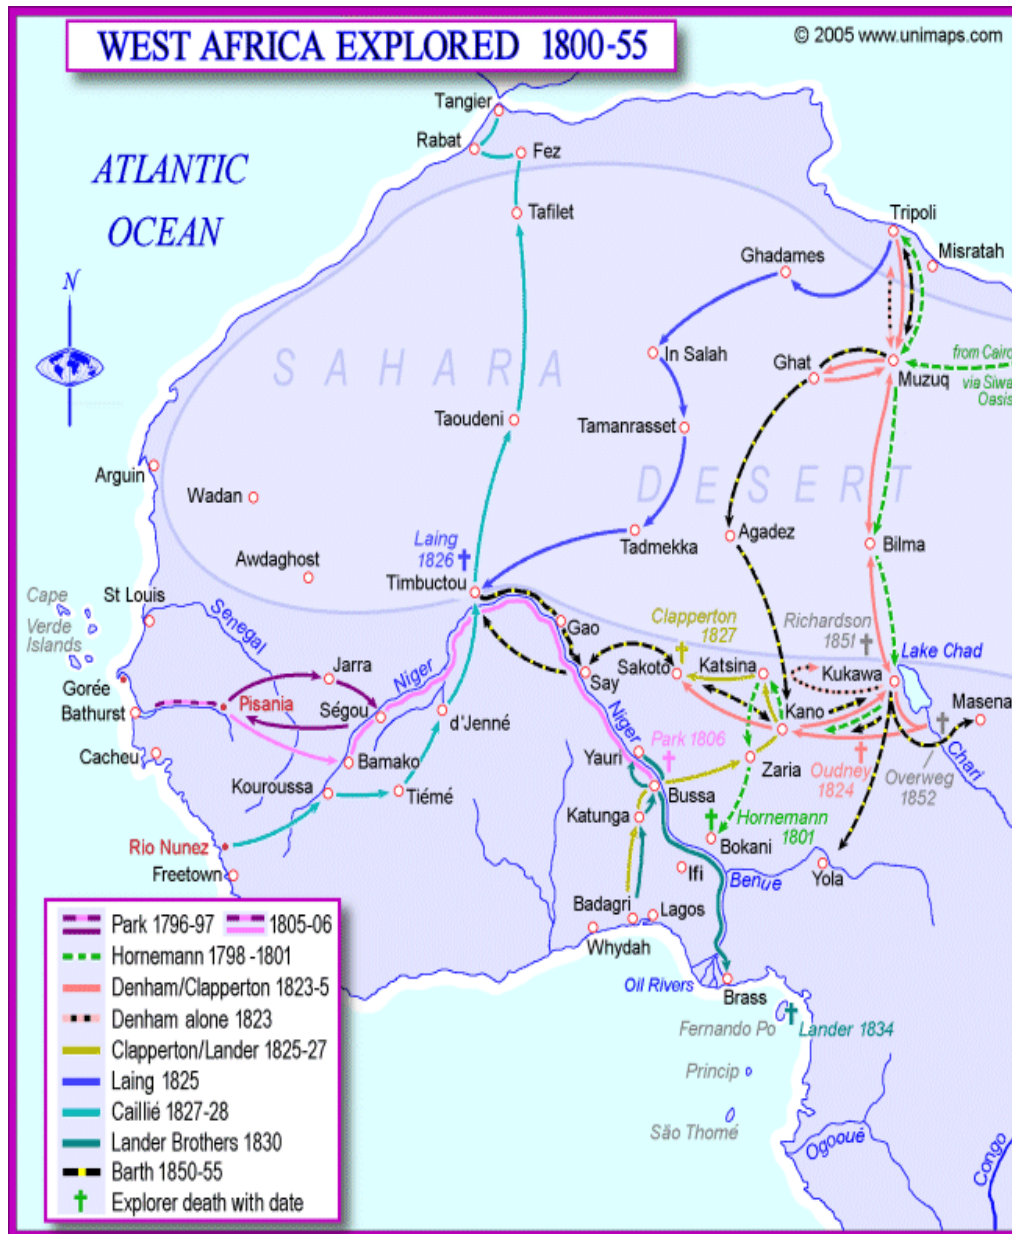 WEST AFRICA EXPLORED 1800-55
© 2005 www.unimaps.com
ATLANTIC
OCEAN
N
Tangier
Rabat
Fez
Tafilet
Tripoli
Misratah
Ghadames
SAHARA
In Salah
Ghat
Muzuq
from Cairo
via Siwa
Oasis
Taoudeni
Tamanrasset
Arguin
Wadan
DESERT
Laing
1826
Tadmekka
Agadez
Bilma
Awdaghost
Timbuctou
Cape
Verde
Islands
St Louis
Senegal
Gao
Clapperton
1827
Richardson
1851
Lake Chad
Jarra
Niger
Sakoto
Katsina
Kukawa
Gorée
Pisania
Say
Masena
Bathurst
Ségou
d'Jenné
Kano
Niger
Park 1806
Chari
Cacheu
Bamako
Yauri
Zaria
Oudney
1824
Overweg
1852
Kouroussa
Tiémé
Bussa
Katunga
Hornemann
1801
Rio Nunez
Bokani
Freetown
Ifi
Benue
Yola
Badagri
Lagos
Whydah
Oil Rivers
Brass
Fernando Po
Lander 1834
Princip
São Thomé
Ogooué
Congo
Park 1796-97
1805-06
Hornemann 1798 -1801
Denham/Clapperton 1823-5
Denham alone 1823
Clapperton/Lander 1825-27
Laing 1825
Caillié 1827-28
Lander Brothers 1830
Barth 1850-55
Explorer death with date